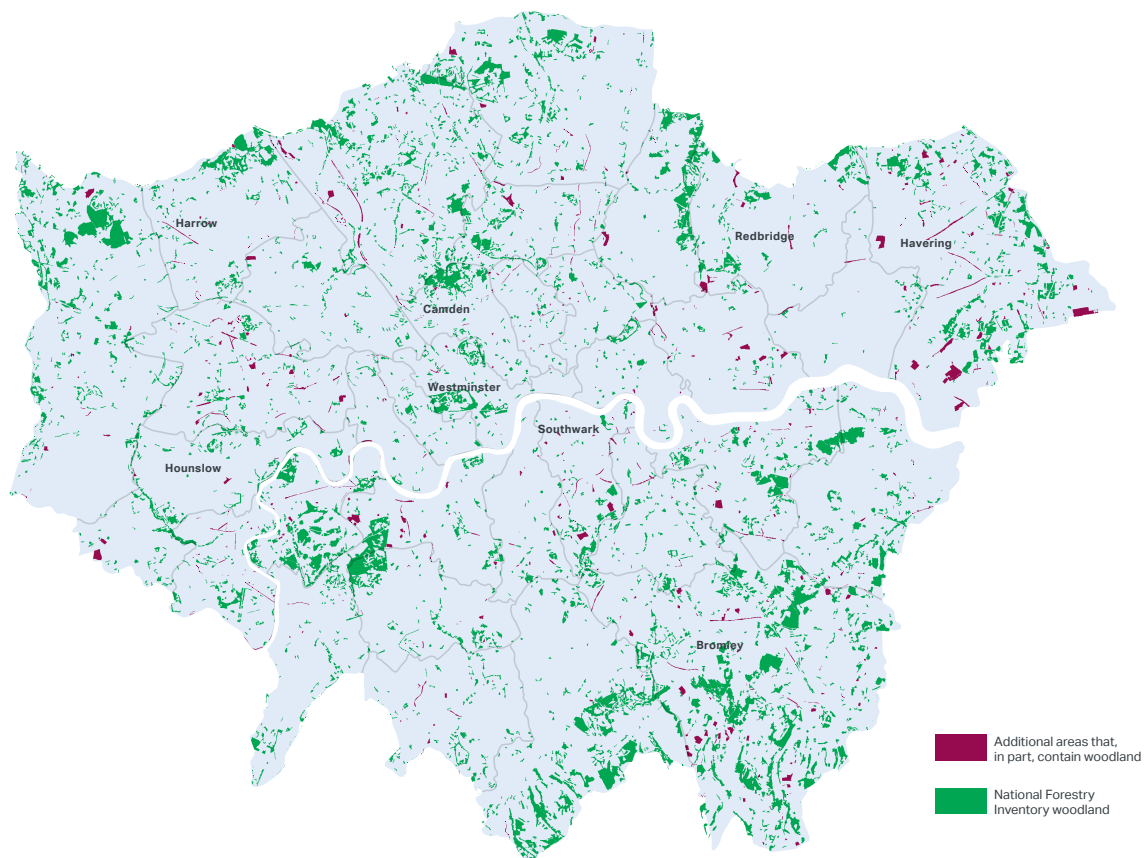 Harrow
Redbridge
Havering
Camden
Westminster
Southwark
Hounslow
Bromley
Additional areas that,
in part, contain woodland
National Forestry
Inventory woodland